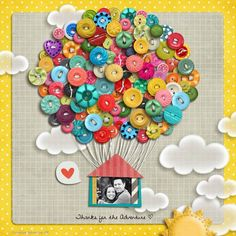 Thanks for the Adventure ♡